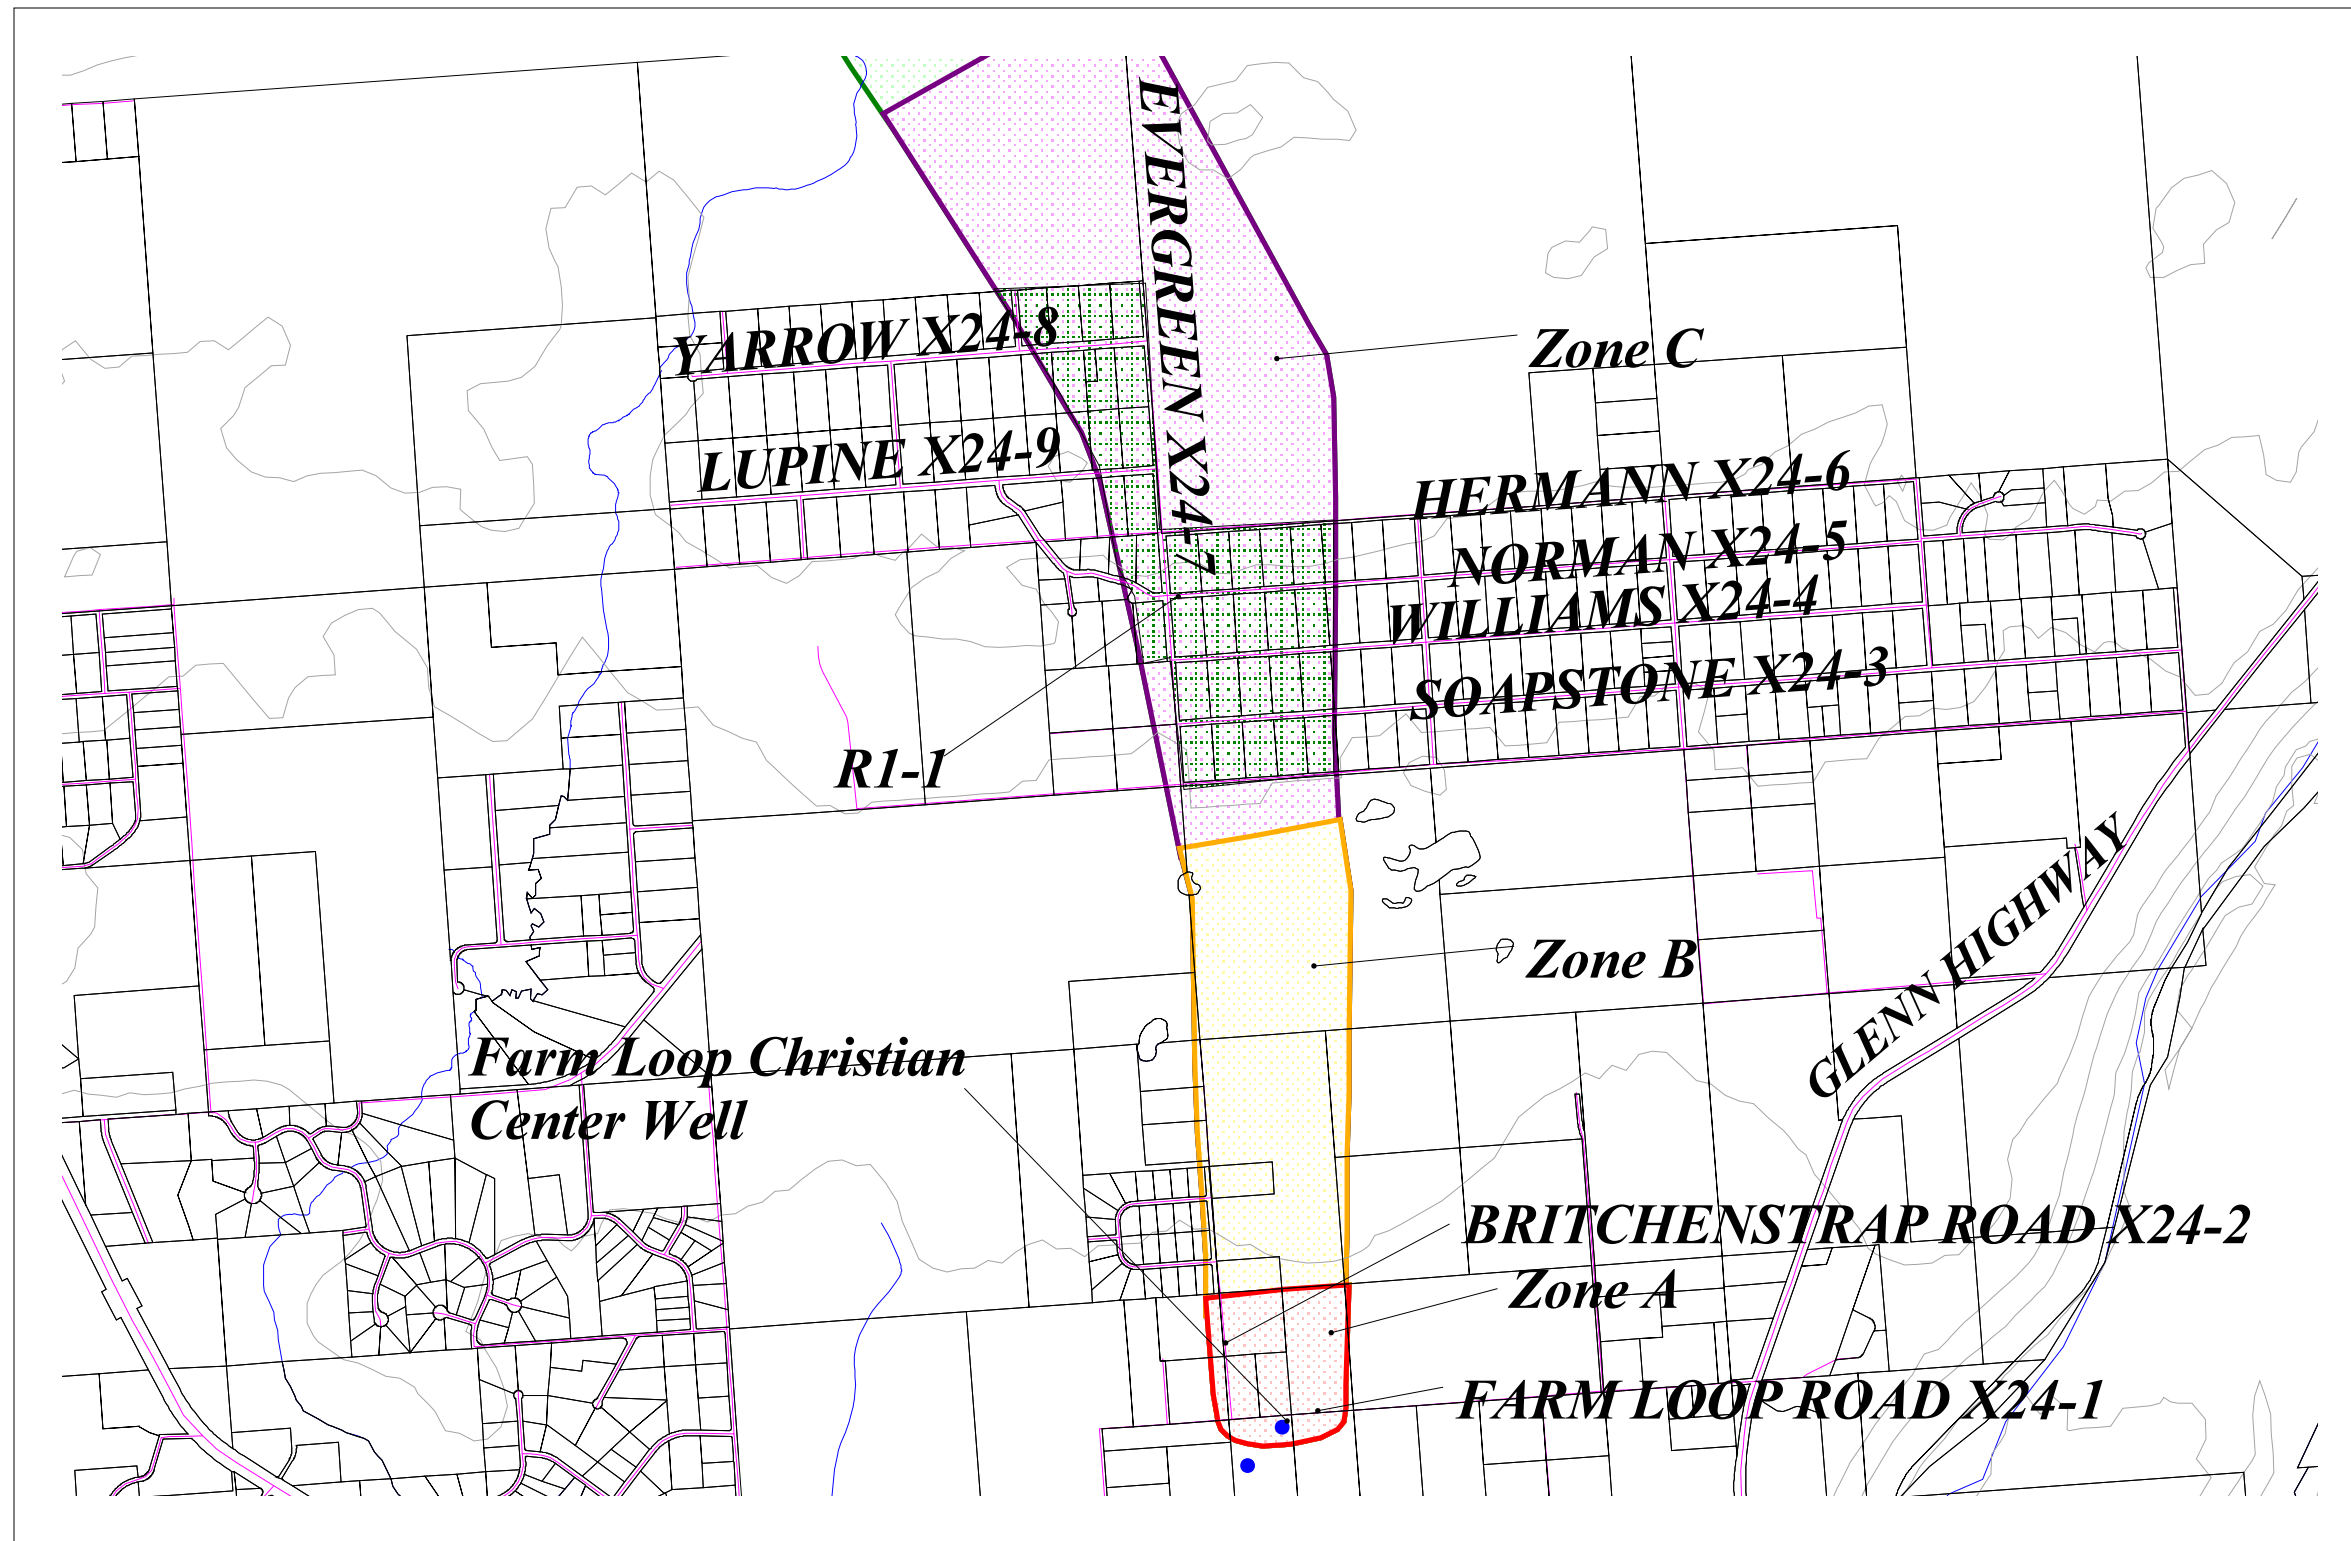 EVERGREEN X24-7
YARROW X24-8
Zone C
LUPINE X24-9
HERMANN X24-6
NORMAN X24-5
WILLIAMS X24-4
SOAPSTONE X24-3
R1-1
GLENN HIGHWAY
Zone B
Farm Loop Christian
Center Well
BRITCHENSTRAP ROAD X24-2
Zone A
FARM LOOP ROAD X24-1